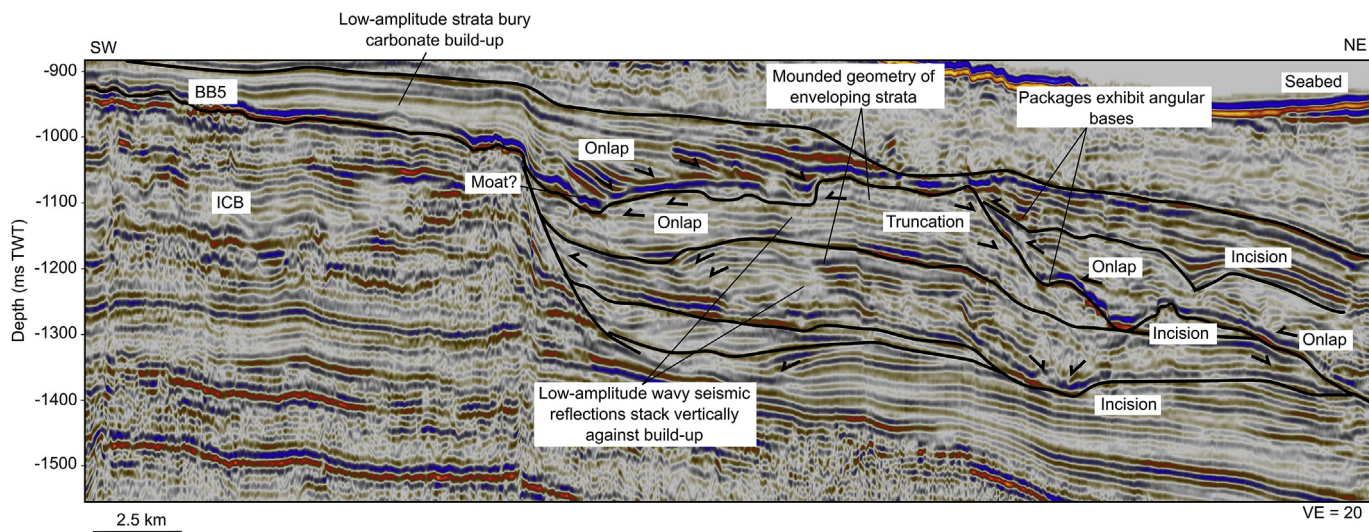 Low-amplitude strata bury
carbonate build-up
SW
NE
-900
-1000
-1100
-1200
-1300
-1400
-1500
Depth (ms TWT)
BB5
Mounded geometry of
enveloping strata
Packages exhibit angular
bases
Seabed
Onlap
Moat?
ICB
Onlap
Truncation
Onlap
Incision
Incision
Onlap
Low-amplitude wavy seismic
reflections stack vertically
against build-up
Incision
2.5 km
VE = 20